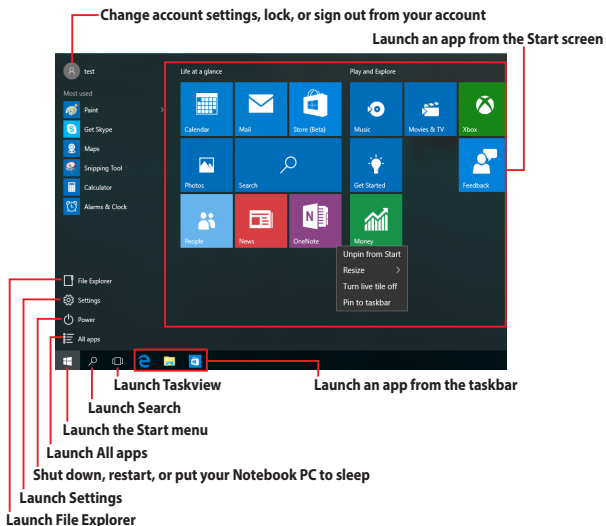 Change account settings, lock, or sign out from your account
Launch an app from the Start screen
test
Life at a glance
Play and Explore
Most used
Paint
Get Skype
Maps
Snipping Tool
Calculator
Alarms & Clock
Calendar
Mail
Store (Beta)
Music
Movies & TV
Xbox
Photos
Search
Get Started
Feedback
People
News
OneNote
Money
Unpin from Start
Resize
Turn live tile off
Pin to taskbar
File Explorer
Settings
Power
All apps
Launch Taskview
Launch an app from the taskbar
Launch Search
Launch the Start menu
Launch All apps
Shut down, restart, or put your Notebook PC to sleep
Launch Settings
Launch File Explorer